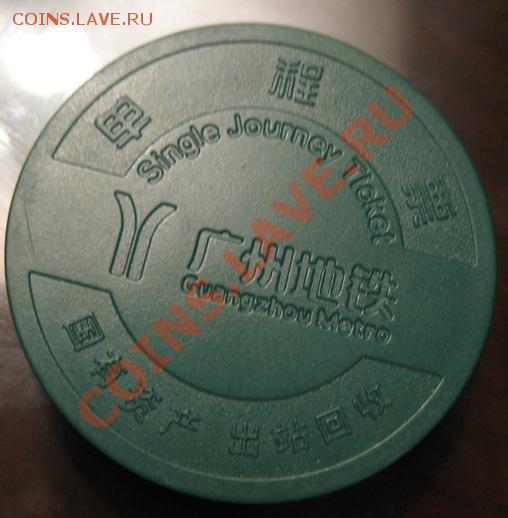 COINS.LAVE.RU
单程票
Single Journey Ticket
广州地铁
Guangzhou Metro
国有资产 出站回收
COINS.LAVE.RU